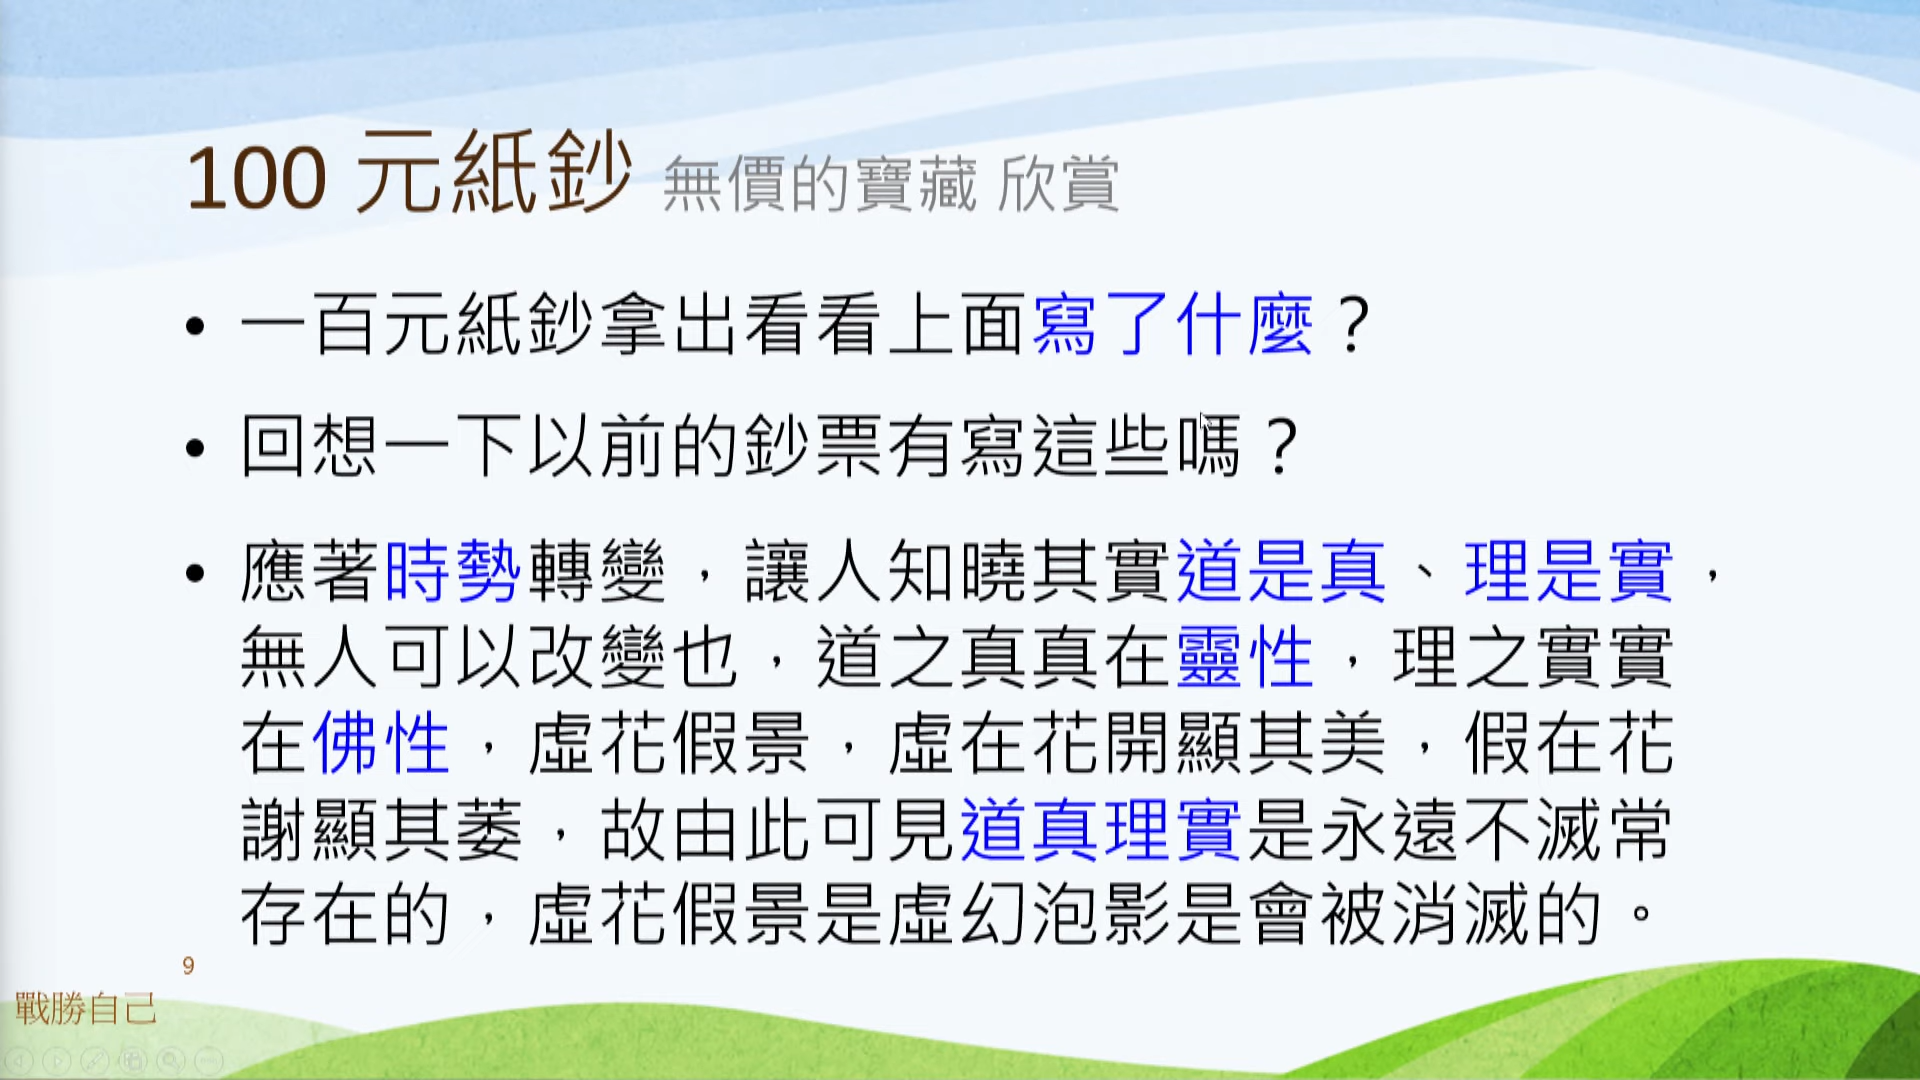 100 元紙鈔 無價的寶藏 欣賞
• 一百元紙鈔拿出看看上面寫了什麼？
• 回想一下以前的鈔票有寫這些嗎？
• 應著時勢轉變，讓人知曉其實道是真、理是實，
無人可以改變也，道之真真在靈性，理之實實
在佛性，虛花假景，虛在花開顯其美，假在花
謝顯其萎，故由此可見道真理實是永遠不滅常
存在的，虛花假景是虛幻泡影是會被消滅的。
9
戰勝自己